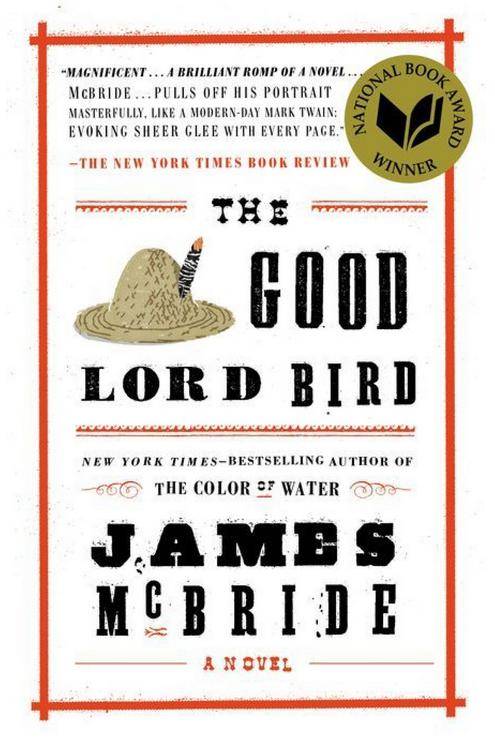 "MAGNIFICENT... A BRILLIANT ROMP OF A NOVEL....
MCBRIDE...PULLS OFF HIS PORTRAIT
MASTERFULLY, LIKE A MODERN-DAY MARK TWAIN:
EVOKING SHEER GLEE WITH EVERY PAGE."
–THE NEW YORK TIMES BOOK REVIEW
NATIONAL BOOK AWARD
WINNER
THE
GOOD
LORD BIRD
NEW YORK TIMES–BESTSELLING AUTHOR OF
THE COLOR OF WATER
JAMES
MCBRIDE
A NOVEL